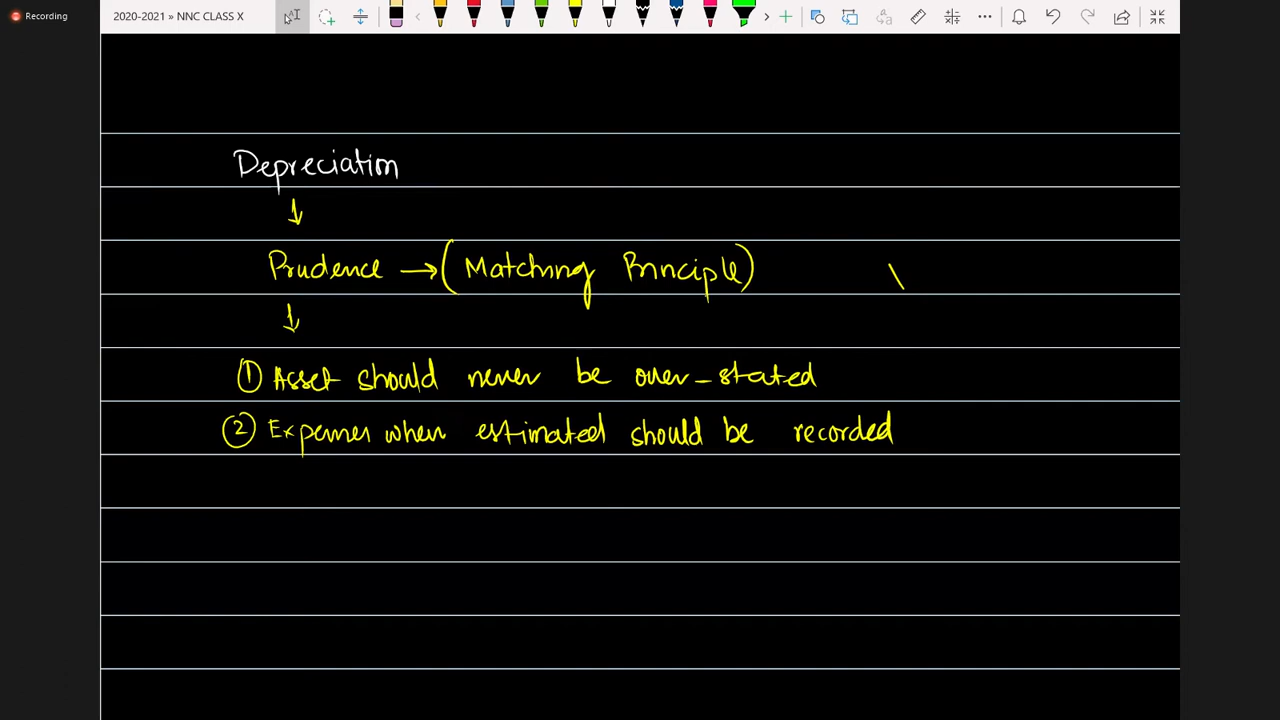 Recording
2020-2021 » NNC CLASS X
Depreciation
↓
Prudence → (Matching Principle)
↓
① Asset should never be over-stated
② Expenses when estimated should be recorded